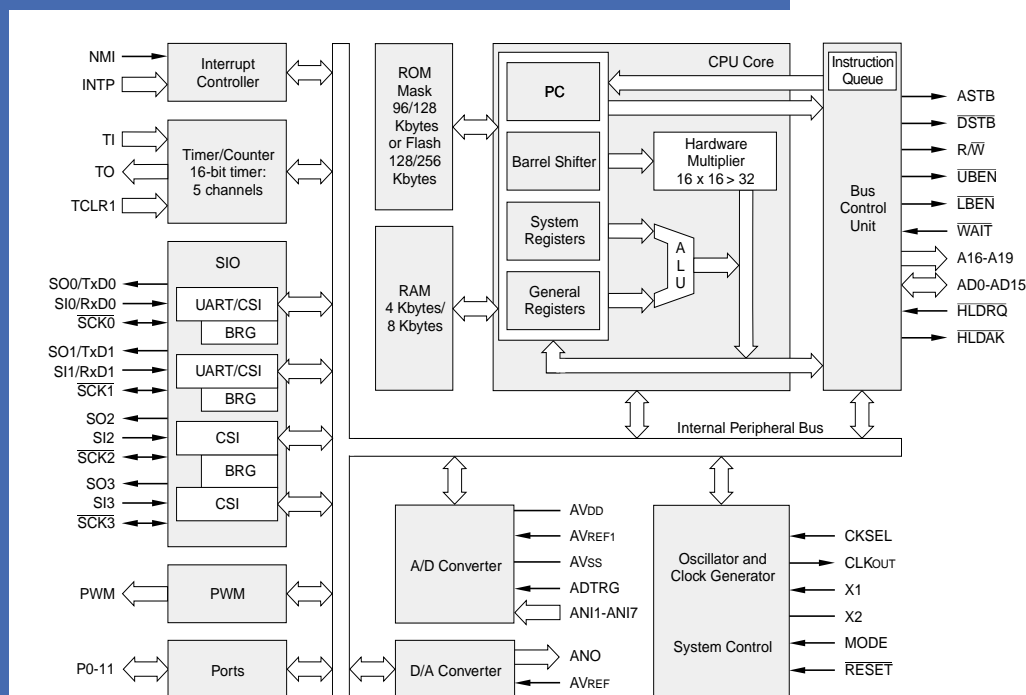 NMI
INTP
Interrupt
Controller
TI
TO
TCLR1
Timer/Counter
16-bit timer:
5 channels
SIO
SO0/TxD0
SI0/RxD0
SCK0
UART/CSI
BRG
SO1/TxD1
SI1/RxD1
SCK1
UART/CSI
BRG
SO2
SI2
SCK2
CSI
BRG
SO3
SI3
SCK3
CSI
PWM
PWM
P0-11
Ports
ROM
Mask
96/128
Kbytes
or Flash
128/256
Kbytes
RAM
4 Kbytes/
8 Kbytes
CPU Core
PC
Barrel Shifter
System
Registers
General
Registers
Hardware
Multiplier
16 x 16 > 32
A
L
U
Instruction
Queue
Bus
Control
Unit
ASTB
DSTB
R/W
UBEN
LBEN
WAIT
A16-A19
AD0-AD15
HLDRQ
HLDAK
Internal Peripheral Bus
A/D Converter
AVDD
AVREF1
AVSS
ADTRG
ANI1-ANI7
D/A Converter
ANO
AVREF
Oscillator and
Clock Generator
System Control
CKSEL
CLKOUT
X1
X2
MODE
RESET